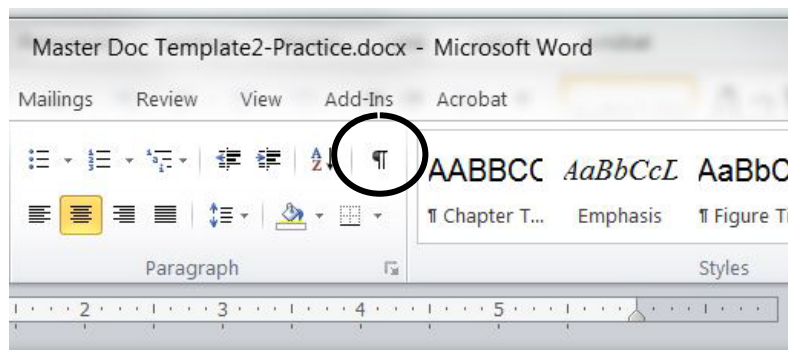 Master Doc Template2-Practice.docx - Microsoft Word
Mailings Review View Add-Ins Acrobat
AABBCC AaBbCcL AaBbC
¶ Chapter T... Emphasis ¶ Figure Ti
Paragraph Styles
2 3 4 5